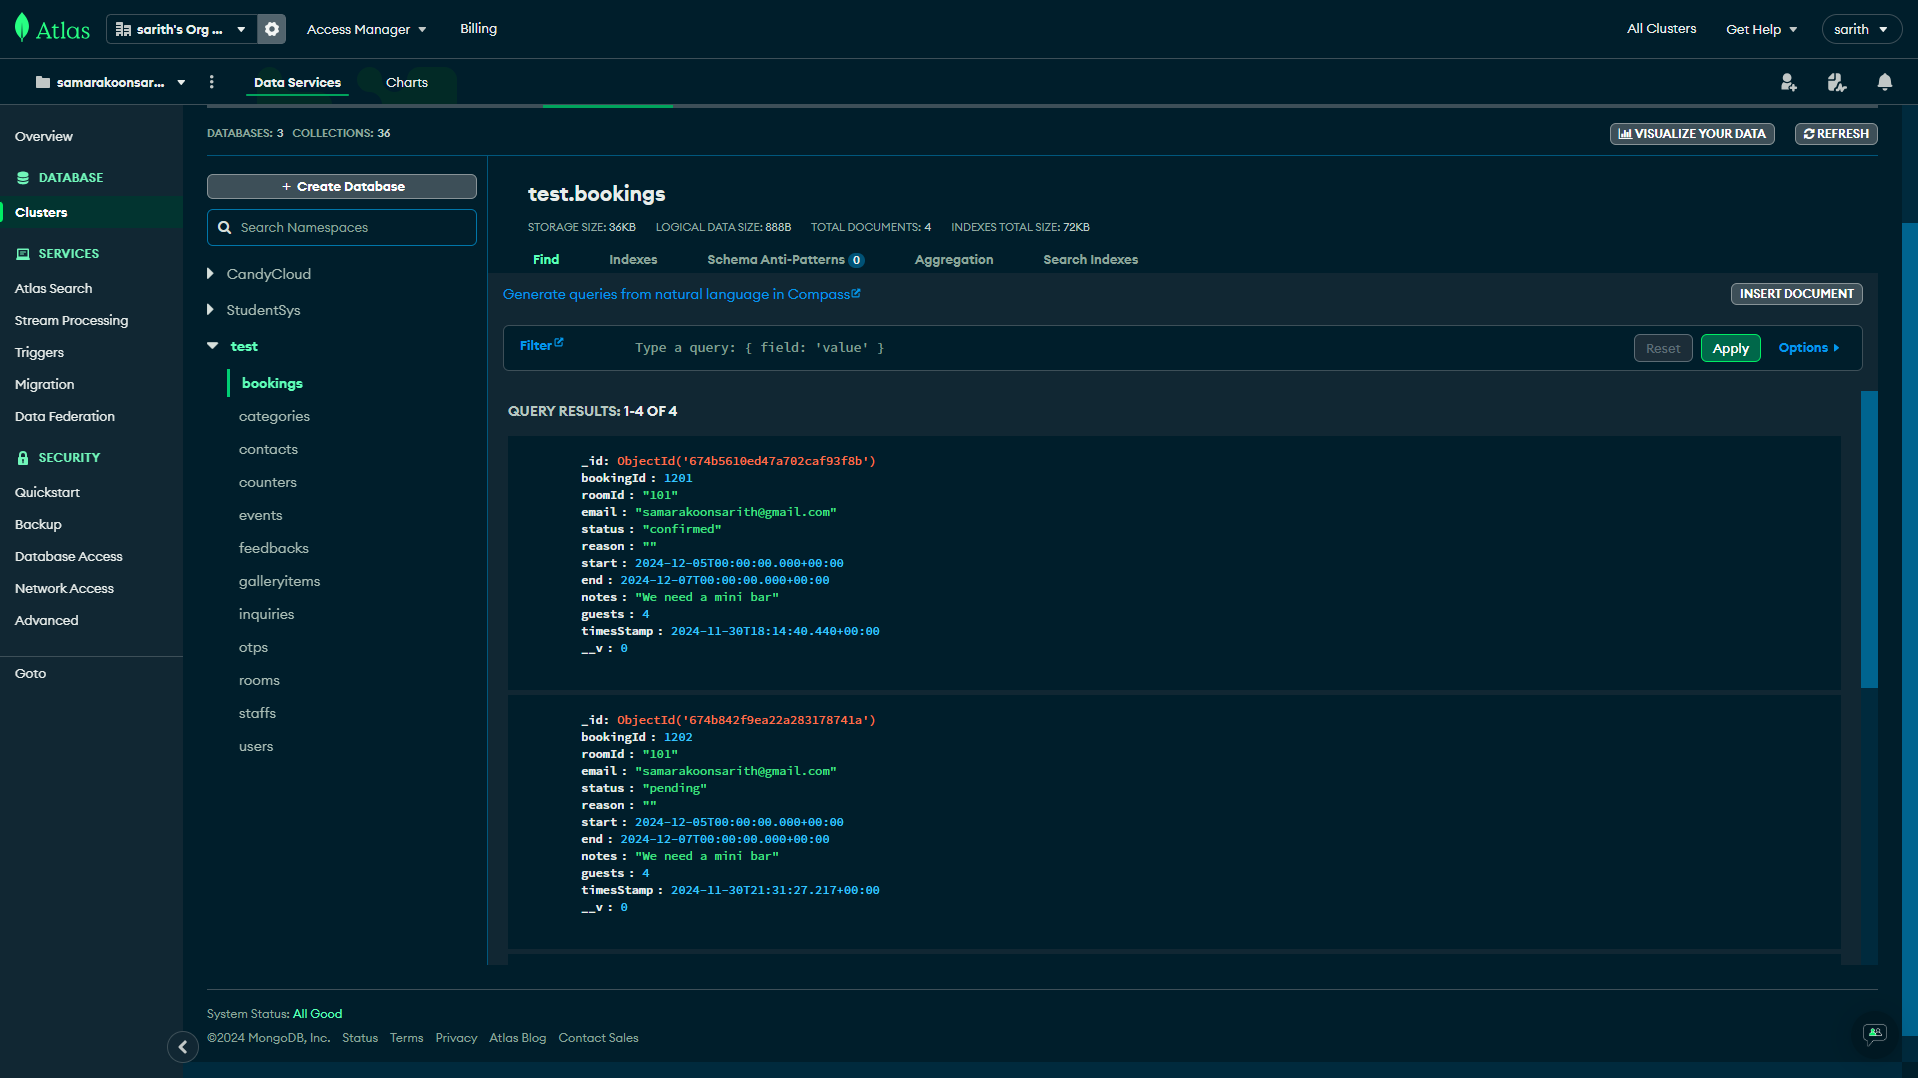 Atlas
sarith's Org ...
Access Manager
Billing
All Clusters
Get Help
sarith
samarakoonsar...
Data Services
Charts
Overview
DATABASE
Clusters
SERVICES
Atlas Search
Stream Processing
Triggers
Migration
Data Federation
SECURITY
Quickstart
Backup
Database Access
Network Access
Advanced
Goto
DATABASES: 3 COLLECTIONS: 36
VISUALIZE YOUR DATA
REFRESH
+ Create Database
Search Namespaces
CandyCloud
StudentSys
test
bookings
categories
contacts
counters
events
feedbacks
galleryitems
inquiries
otps
rooms
staffs
users
test.bookings
STORAGE SIZE: 36KB LOGICAL DATA SIZE: 888B TOTAL DOCUMENTS: 4 INDEXES TOTAL SIZE: 72KB
Find
Indexes
Schema Anti-Patterns 0
Aggregation
Search Indexes
Generate queries from natural language in Compass
INSERT DOCUMENT
Filter
Type a query: { field: 'value' }
Reset
Apply
Options
QUERY RESULTS: 1-4 OF 4
_id: ObjectId('674b5610ed47a702caf93f8b')
bookingId : 1201
roomId : "101"
email : "samarakoonsarith@gmail.com"
status : "confirmed"
reason : ""
start : 2024-12-05T00:00:00.000+00:00
end : 2024-12-07T00:00:00.000+00:00
notes : "We need a mini bar"
guests : 4
timesStamp : 2024-11-30T18:14:40.440+00:00
__v : 0
_id: ObjectId('674b842f9ea22a283178741a')
bookingId : 1202
roomId : "101"
email : "samarakoonsarith@gmail.com"
status : "pending"
reason : ""
start : 2024-12-05T00:00:00.000+00:00
end : 2024-12-07T00:00:00.000+00:00
notes : "We need a mini bar"
guests : 4
timesStamp : 2024-11-30T21:31:27.217+00:00
__v : 0
System Status: All Good
©2024 MongoDB, Inc. Status Terms Privacy Atlas Blog Contact Sales